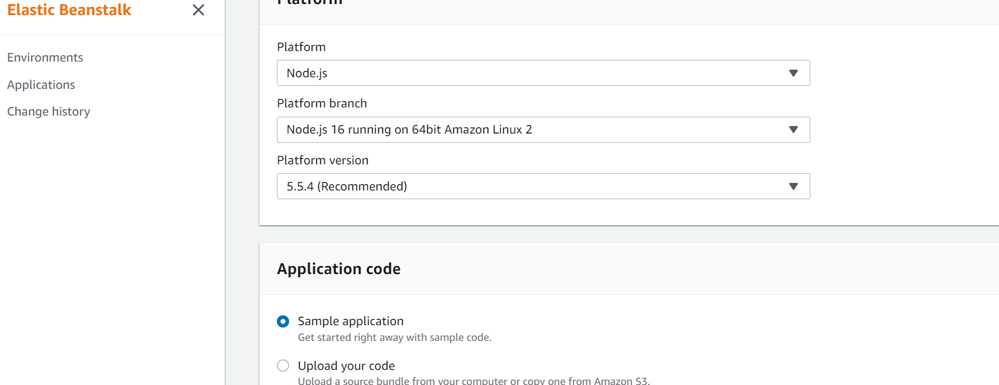 Elastic Beanstalk
Environments
Applications
Change history
Platform
Platform
Node.js
Platform branch
Node.js 16 running on 64bit Amazon Linux 2
Platform version
5.5.4 (Recommended)
Application code
Sample application
Get started right away with sample code.
Upload your code
Upload a source bundle from your computer or copy one from Amazon S3.